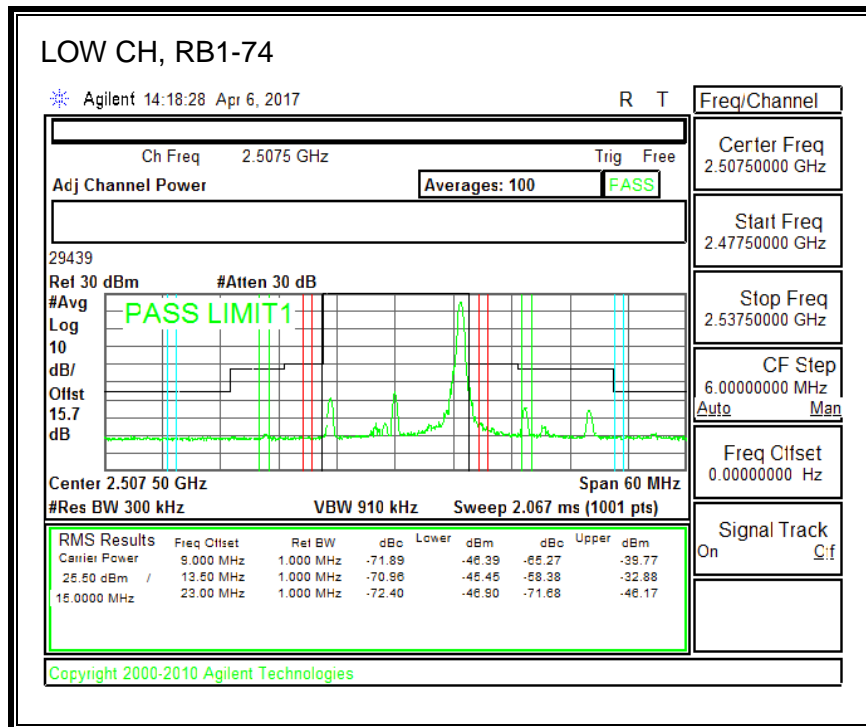 LOW CH, RB1-74
Agilent 14:18:28 Apr 6, 2017 R T
Freq/Channel
Ch Freq 2.5075 GHz Trig Free
Adj Channel Power Averages: 100 PASS
29439
Ref 30 dBm #Atten 30 dB
#Avg
Log
10
dB/
Offst
15.7
dB
PASS LIMIT1
Center 2.507 50 GHz Span 60 MHz
#Res BW 300 kHz VBW 910 kHz Sweep 2.067 ms (1001 pts)
RMS Results Freq Offset Ref BW dBc Lower dBm dBc Upper dBm
Carrier Power 9.000 MHz 1.000 MHz -71.89 -46.39 -65.27 -39.77
25.50 dBm / 13.50 MHz 1.000 MHz -70.96 -45.45 -58.38 -32.88
15.0000 MHz 23.00 MHz 1.000 MHz -72.40 -46.90 -71.68 -46.17
Copyright 2000-2010 Agilent Technologies
Center Freq
2.50750000 GHz
Start Freq
2.47750000 GHz
Stop Freq
2.53750000 GHz
CF Step
6.00000000 MHz
Auto Man
Freq Offset
0.00000000 Hz
Signal Track
On Off